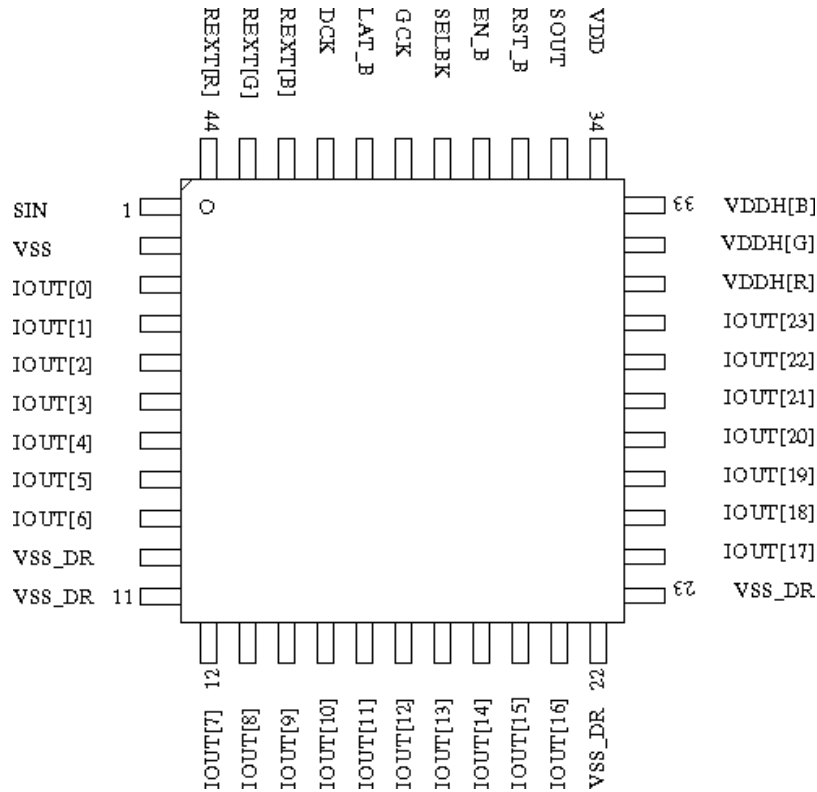 REXT[R]
REXT[G]
REXT[B]
DCK
LAT_B
GCK
SELBK
EN_B
RST_B
SOUT
VDD
44
34
SIN 1
VSS
IOUT[0]
IOUT[1]
IOUT[2]
IOUT[3]
IOUT[4]
IOUT[5]
IOUT[6]
VSS_DR
VSS_DR 11
33 VDDH[B]
VDDH[G]
VDDH[R]
IOUT[23]
IOUT[22]
IOUT[21]
IOUT[20]
IOUT[19]
IOUT[18]
IOUT[17]
23 VSS_DR
12
22
IOUT[7]
IOUT[8]
IOUT[9]
IOUT[10]
IOUT[11]
IOUT[12]
IOUT[13]
IOUT[14]
IOUT[15]
IOUT[16]
VSS_DR